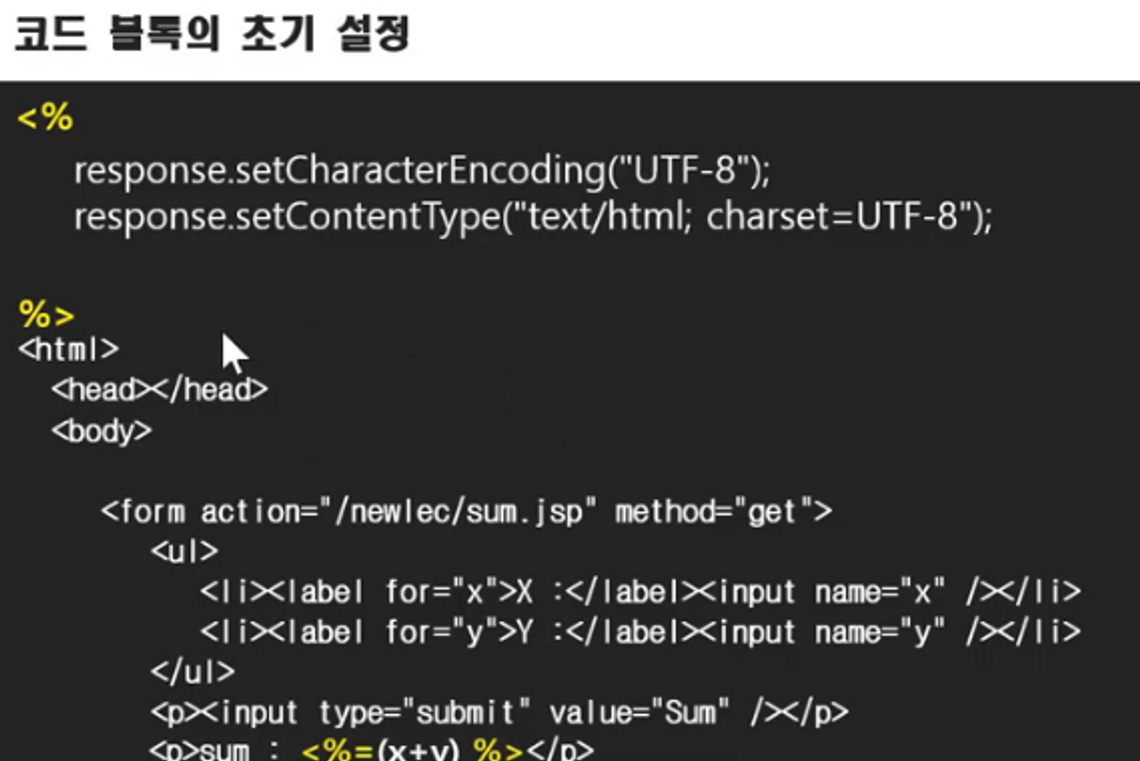 코드 블록의 초기 설정
<%
response.setCharacterEncoding("UTF-8");
response.setContentType("text/html; charset=UTF-8");
%>
<html>
<head></head>
<body>
<form action="/newlec/sum.jsp" method="get">
<ul>
<li><label for="x">X :</label><input name="x" /></li>
<li><label for="y">Y :</label><input name="y" /></li>
</ul>
<p><input type="submit" value="Sum" /></p>
<p>sum : <%=(x+y) %></p>